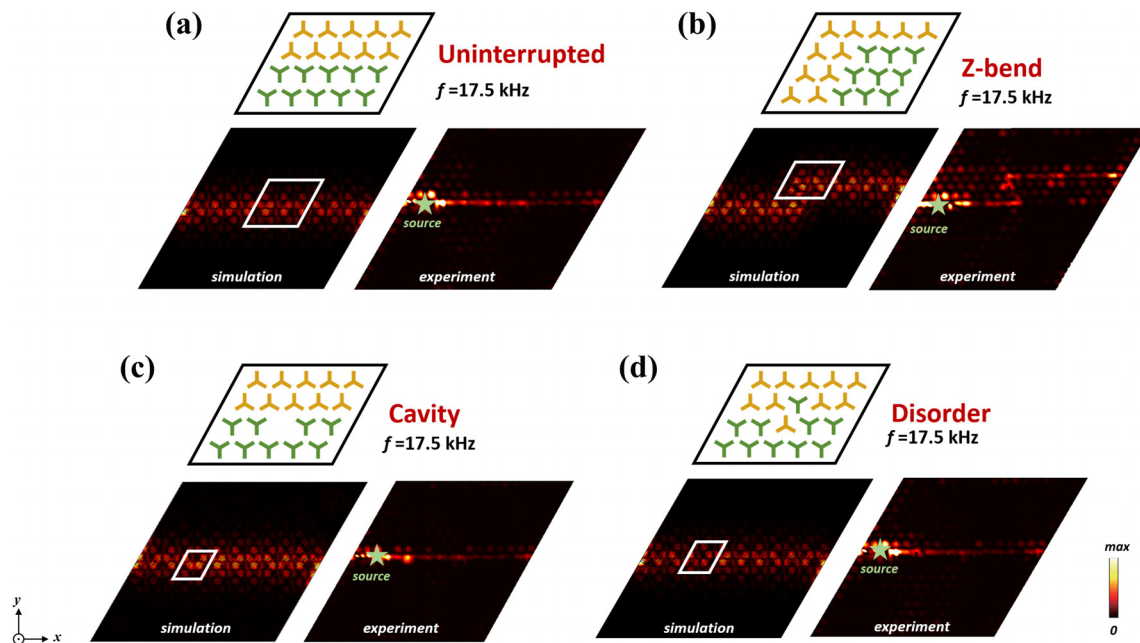 (a)
Uninterrupted
f =17.5 kHz
simulation
source
experiment
(b)
Z-bend
f =17.5 kHz
simulation
source
experiment
(c)
Cavity
f =17.5 kHz
simulation
source
experiment
(d)
Disorder
f =17.5 kHz
simulation
source
experiment
max
0
y
x